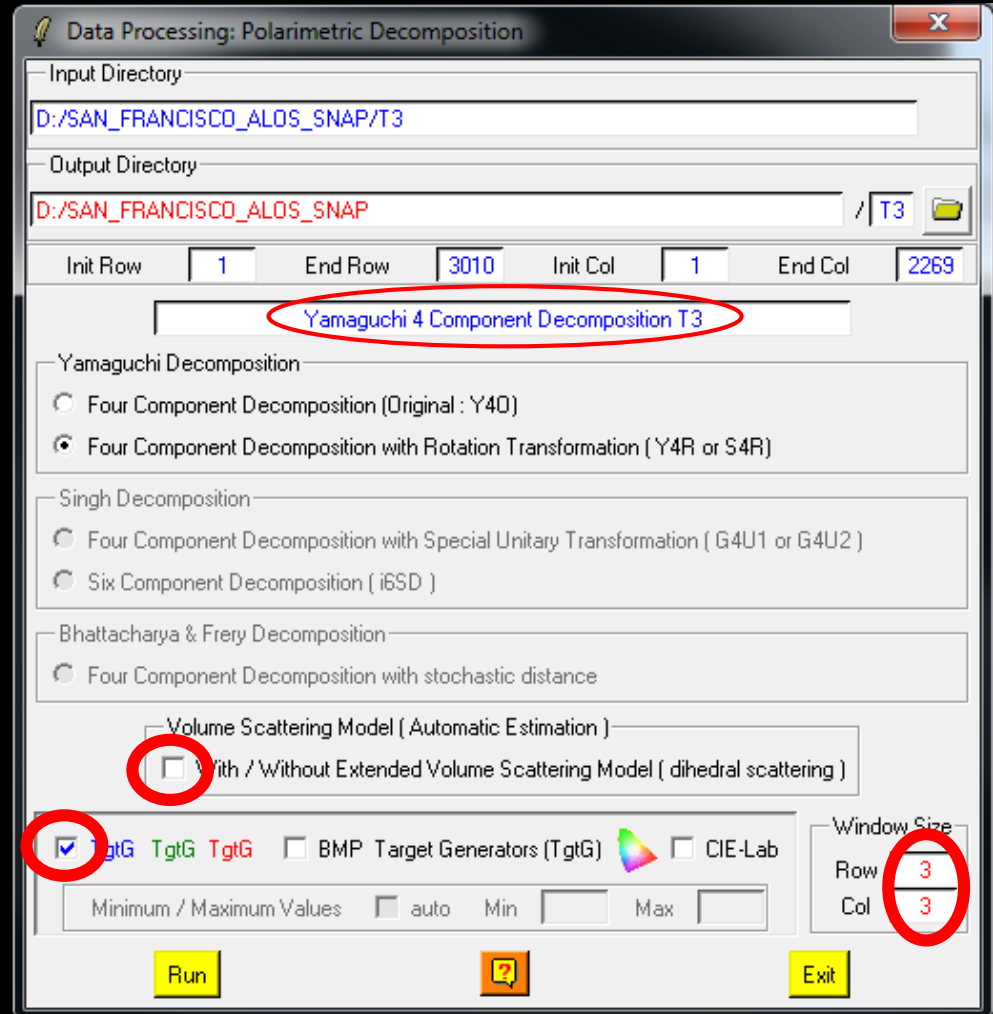 Data Processing: Polarimetric Decomposition
x
Input Directory
D:/SAN_FRANCISCO_ALOS_SNAP/T3
Output Directory
D:/SAN_FRANCISCO_ALOS_SNAP / T3
Init Row 1 End Row 3010 Init Col 1 End Col 2269
Yamaguchi 4 Component Decomposition T3
Yamaguchi Decomposition
Four Component Decomposition (Original : Y4O)
Four Component Decomposition with Rotation Transformation ( Y4R or S4R)
Singh Decomposition
Four Component Decomposition with Special Unitary Transformation ( G4U1 or G4U2 )
Six Component Decomposition ( i6SD )
Bhattacharya & Frery Decomposition
Four Component Decomposition with stochastic distance
Volume Scattering Model ( Automatic Estimation )
With / Without Extended Volume Scattering Model ( dihedral scattering )
TgtG TgtG TgtG BMP Target Generators (TgtG) CIE-Lab
Minimum / Maximum Values auto Min Max
Window Size
Row 3
Col 3
Run ? Exit